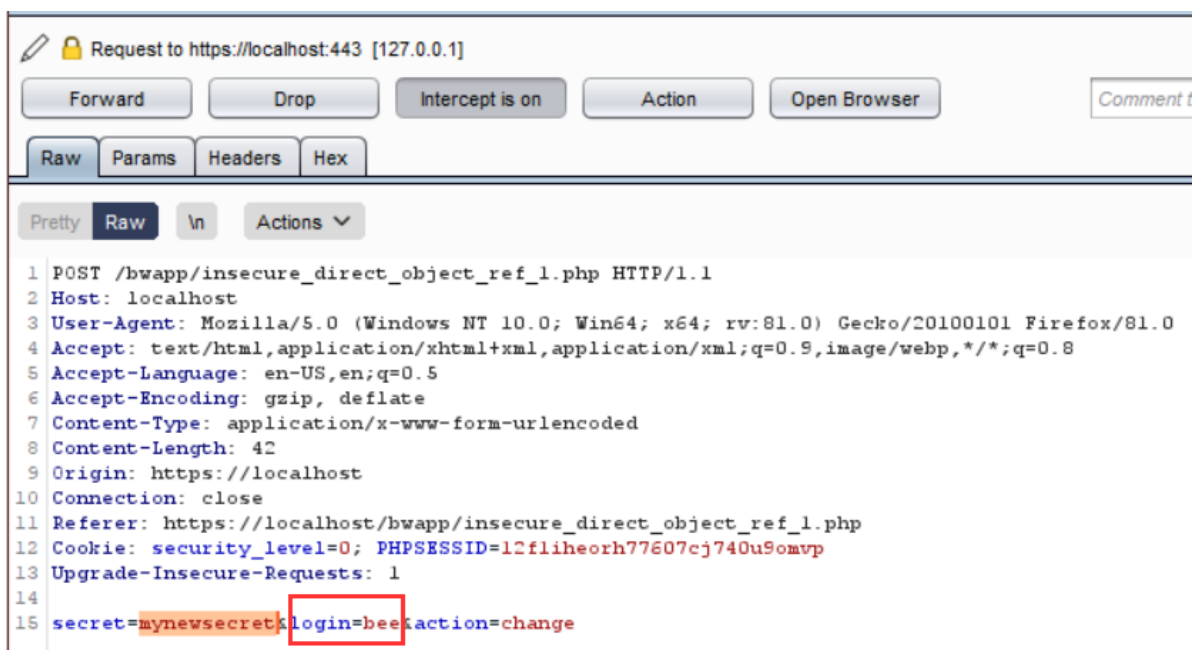 Request to https://localhost:443 [127.0.0.1]
Forward Drop Intercept is on Action Open Browser Comment t
Raw Params Headers Hex
Pretty Raw \n Actions
1 POST /bwapp/insecure_direct_object_ref_1.php HTTP/1.1
2 Host: localhost
3 User-Agent: Mozilla/5.0 (Windows NT 10.0; Win64; x64; rv:81.0) Gecko/20100101 Firefox/81.0
4 Accept: text/html,application/xhtml+xml,application/xml;q=0.9,image/webp,*/*;q=0.8
5 Accept-Language: en-US,en;q=0.5
6 Accept-Encoding: gzip, deflate
7 Content-Type: application/x-www-form-urlencoded
8 Content-Length: 42
9 Origin: https://localhost
10 Connection: close
11 Referer: https://localhost/bwapp/insecure_direct_object_ref_1.php
12 Cookie: security_level=0; PHPSESSID=12fliheorh77607cj740u9omvp
13 Upgrade-Insecure-Requests: 1
14
15 secret=mynewsecret&login=bee&action=change